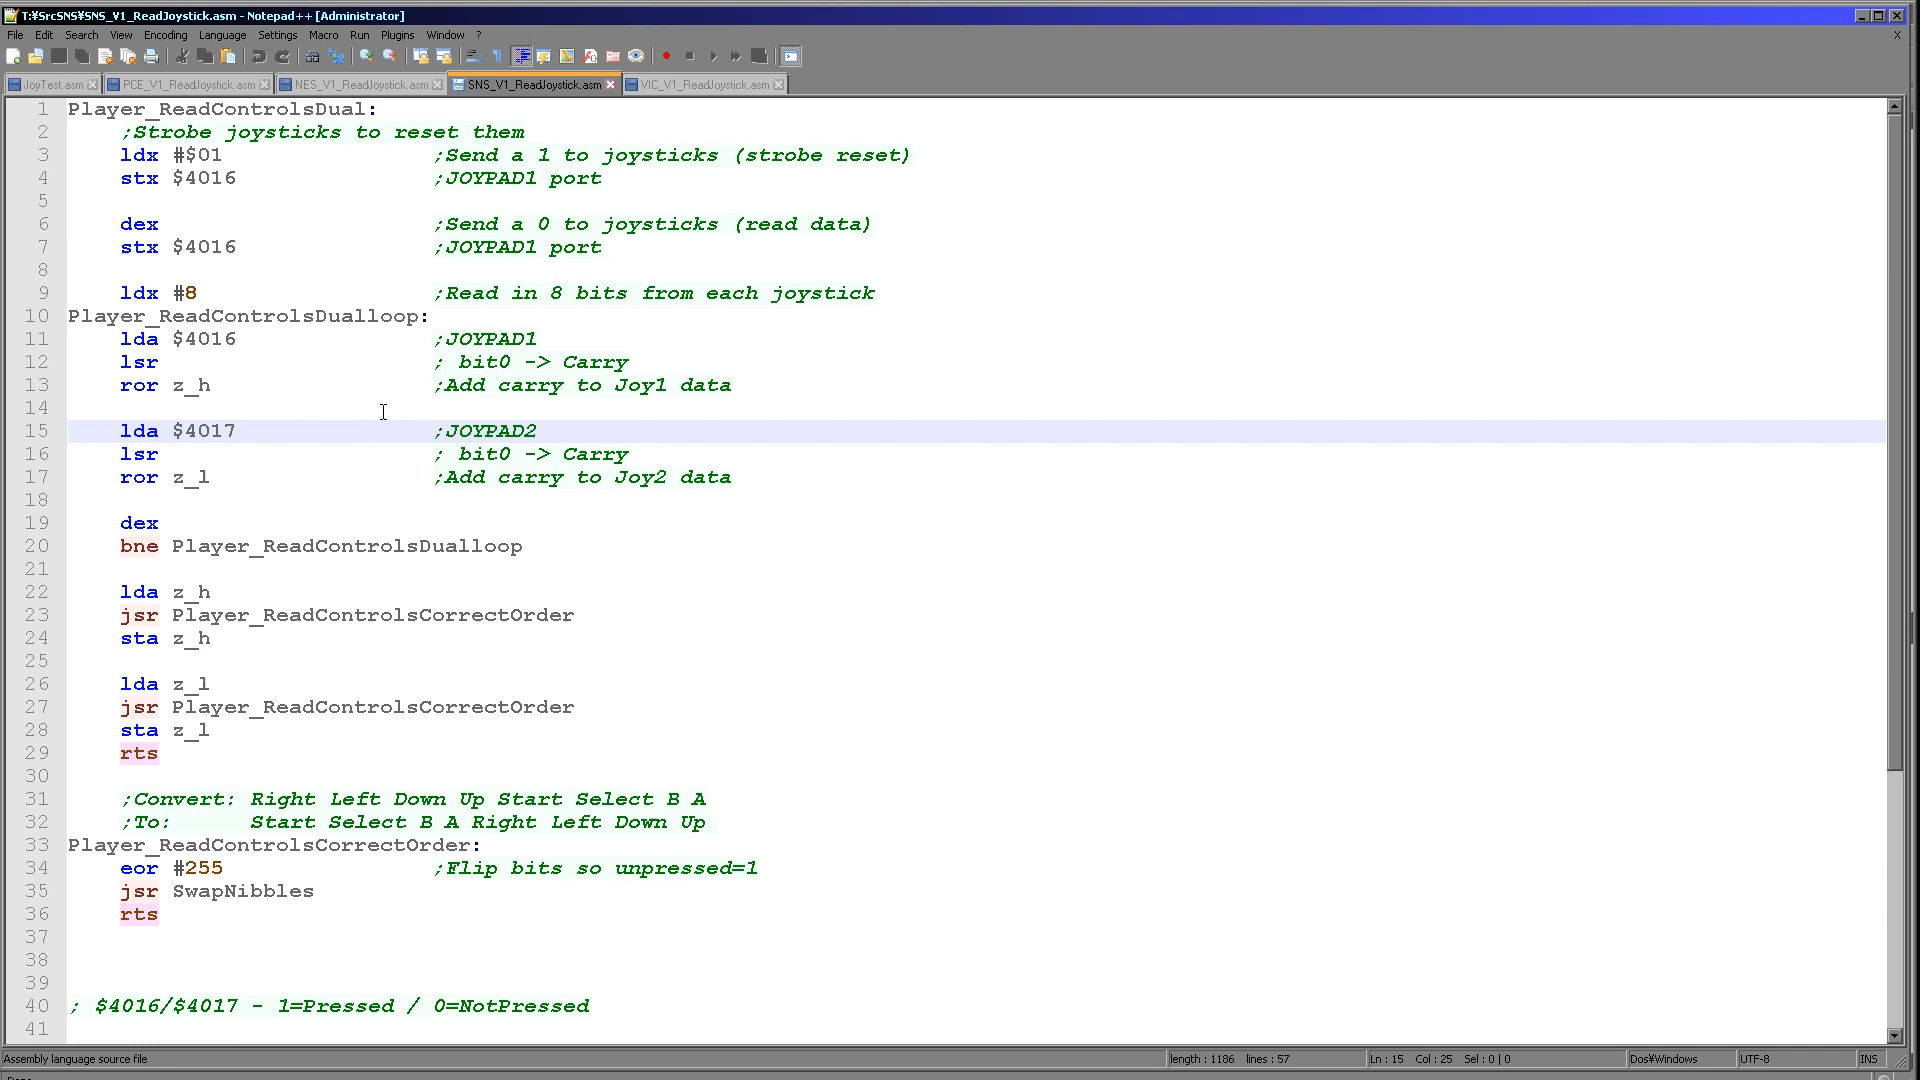 T:¥SrcSNS¥SNS_V1_ReadJoystick.asm - Notepad++ [Administrator]
File Edit Search View Encoding Language Settings Macro Run Plugins Window ? X
JoyTest.asm PCE_V1_ReadJoystick.asm NES_V1_ReadJoystick.asm SNS_V1_ReadJoystick.asm VIC_V1_ReadJoystick.asm
1 Player_ReadControlsDual:
2 ;Strobe joysticks to reset them
3 ldx #$01 ;Send a 1 to joysticks (strobe reset)
4 stx $4016 ;JOYPAD1 port
5
6 dex ;Send a 0 to joysticks (read data)
7 stx $4016 ;JOYPAD1 port
8
9 ldx #8 ;Read in 8 bits from each joystick
10 Player_ReadControlsDualloop:
11 lda $4016 ;JOYPAD1
12 lsr ; bit0 -> Carry
13 ror z_h ;Add carry to Joy1 data
14
15 lda $4017 ;JOYPAD2
16 lsr ; bit0 -> Carry
17 ror z_l ;Add carry to Joy2 data
18
19 dex
20 bne Player_ReadControlsDualloop
21
22 lda z_h
23 jsr Player_ReadControlsCorrectOrder
24 sta z_h
25
26 lda z_l
27 jsr Player_ReadControlsCorrectOrder
28 sta z_l
29 rts
30
31 ;Convert: Right Left Down Up Start Select B A
32 ;To: Start Select B A Right Left Down Up
33 Player_ReadControlsCorrectOrder:
34 eor #255 ;Flip bits so unpressed=1
35 jsr SwapNibbles
36 rts
37
38
39
40 ; $4016/$4017 - 1=Pressed / 0=NotPressed
41
Assembly language source file length : 1186 lines : 57 Ln : 15 Col : 25 Sel : 0 | 0 Dos¥Windows UTF-8 INS